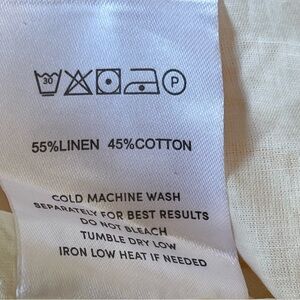 30 P
55%LINEN 45%COTTON
COLD MACHINE WASH
SEPARATELY FOR BEST RESULTS
DO NOT BLEACH
TUMBLE DRY LOW
IRON LOW HEAT IF NEEDED